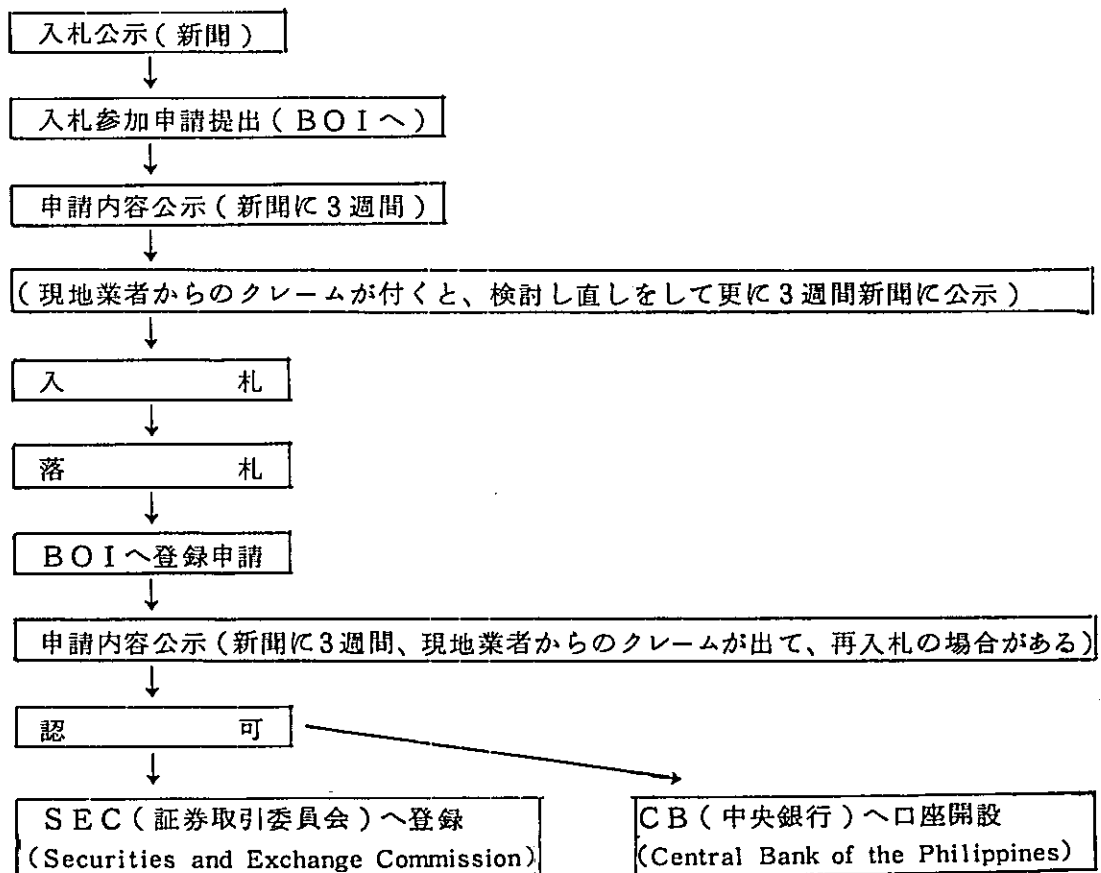 入札公示(新聞)
入札参加申請提出(BOIへ)
申請内容公示(新聞に3週間)
(現地業者からのクレームが付くと、検討し直しをして更に3週間新聞に公示)
入札
落札
BOIへ登録申請
申請内容公示(新聞に3週間、現地業者からのクレームが出て、再入札の場合がある)
認可
SEC(証券取引委員会)へ登録
(Securities and Exchange Commission)
CB(中央銀行)へ口座開設
(Central Bank of the Philippines)